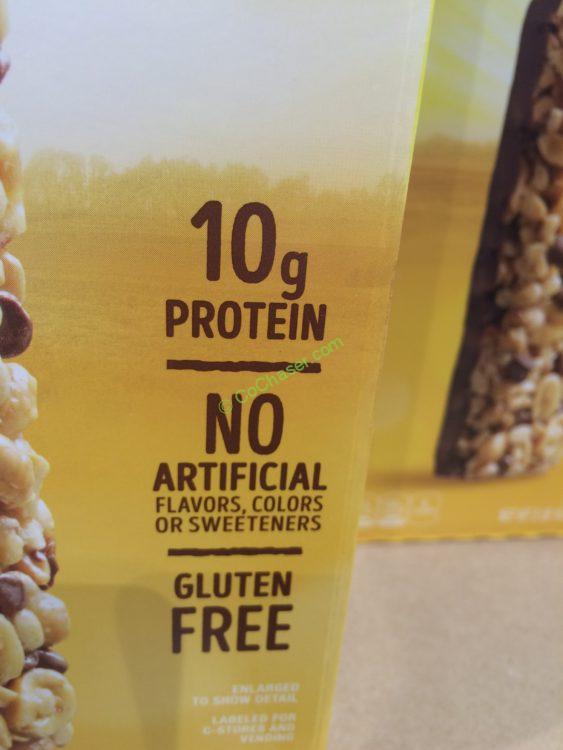 10g
PROTEIN
© CoChaser.com
NO
ARTIFICIAL
FLAVORS, COLORS
OR SWEETENERS
GLUTEN
FREE
ENLARGED
TO SHOW DETAIL
LABELED FOR
C-STORES AND
VENDING